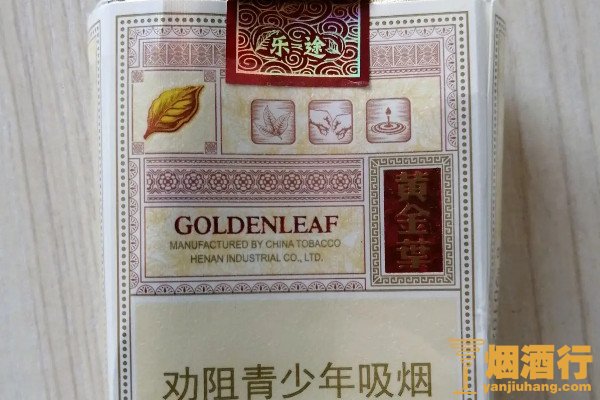 乐途
GOLDENLEAF
MANUFACTURED BY CHINA TOBACCO
HENAN INDUSTRIAL CO., LTD.
黄金葉
劝阻青少年吸烟
烟酒行
yanjiuhang.com